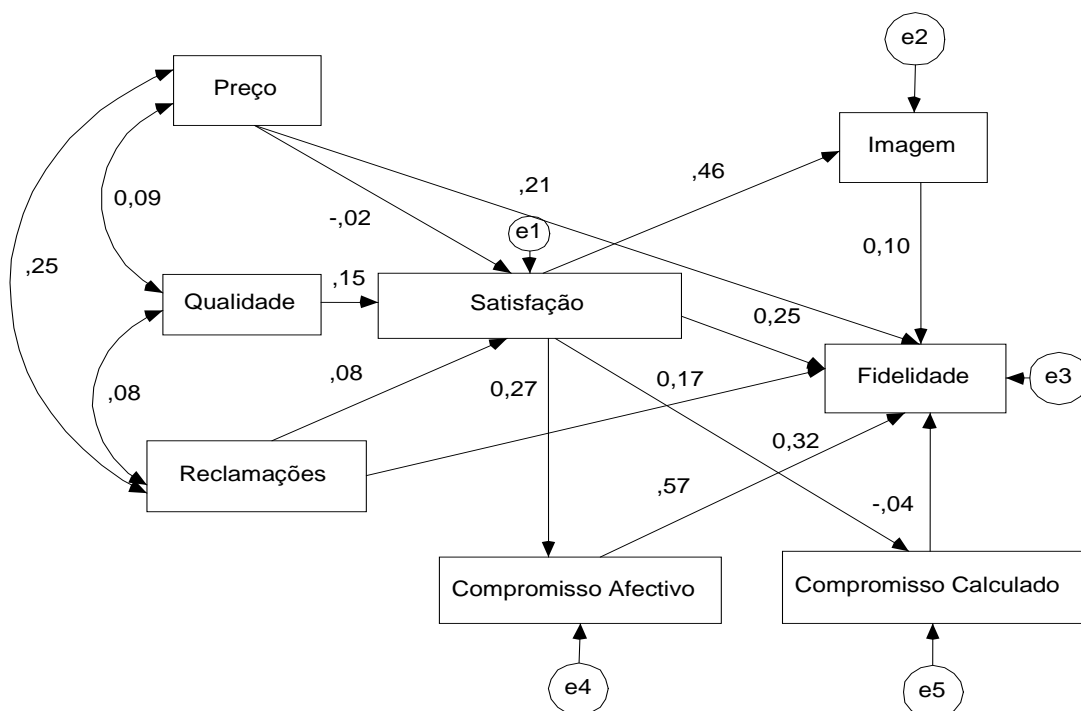 e2
Preço
Imagem
,21
,46
0,09
-,02
e1
0,10
,25
Qualidade
,15
Satisfação
0,25
,08
,08
0,27
0,17
Fidelidade
e3
Reclamações
0,32
,57
-,04
Compromisso Afectivo
Compromisso Calculado
e4
e5